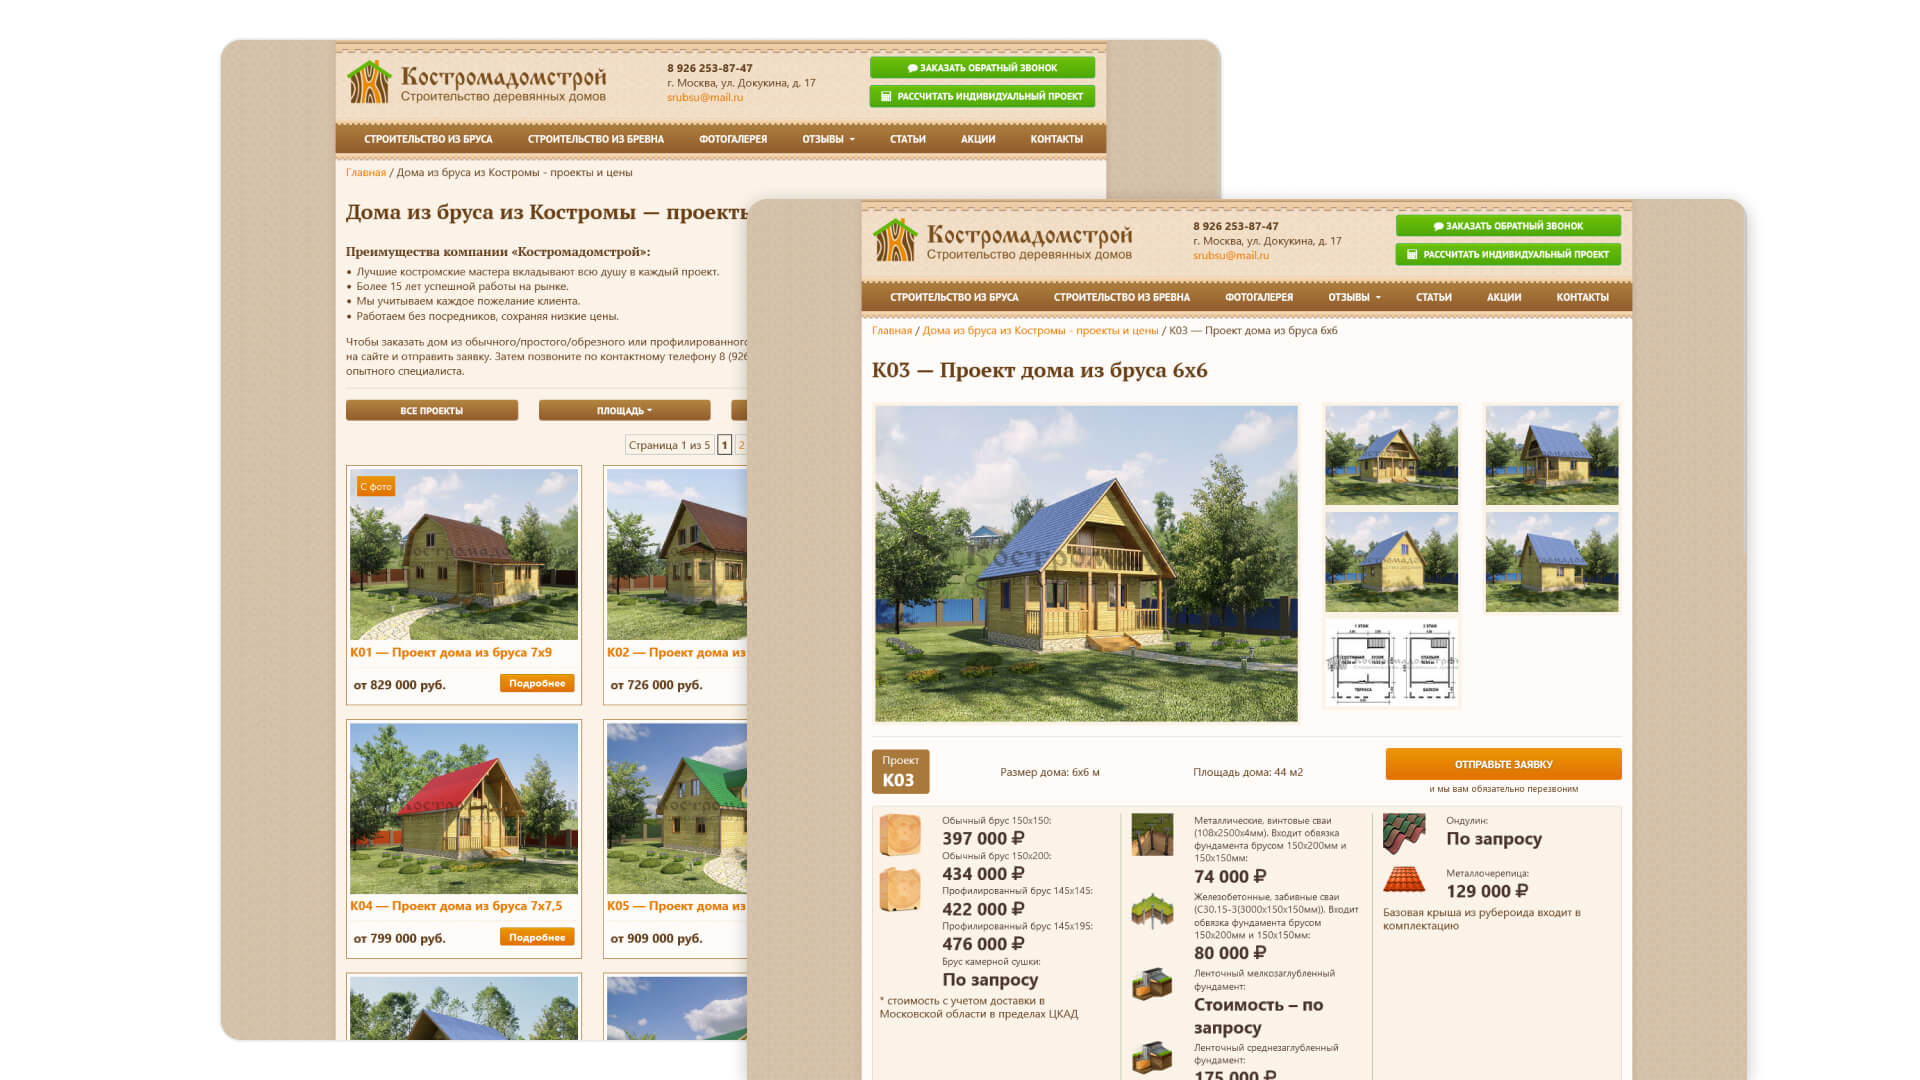 Костромадомстрой
Строительство деревянных домов
8 926 253-87-47
г. Москва, ул. Докукина, д. 17
srubsu@mail.ru
ЗАКАЗАТЬ ОБРАТНЫЙ ЗВОНОК
РАССЧИТАТЬ ИНДИВИДУАЛЬНЫЙ ПРОЕКТ
СТРОИТЕЛЬСТВО ИЗ БРУСА СТРОИТЕЛЬСТВО ИЗ БРЕВНА ФОТОГАЛЕРЕЯ ОТЗЫВЫ СТАТЬИ АКЦИИ КОНТАКТЫ
Главная / Дома из бруса из Костромы - проекты и цены
Дома из бруса из Костромы — проекты
Преимущества компании «Костромадомстрой»:
• Лучшие костромские мастера вкладывают всю душу в каждый проект.
• Более 15 лет успешной работы на рынке.
• Мы учитываем каждое пожелание клиента.
• Работаем без посредников, сохраняя низкие цены.
Чтобы заказать дом из обычного/простого/обрезного или профилированного
на сайте и отправить заявку. Затем позвоните по контактному телефону 8 (926
опытного специалиста.
ВСЕ ПРОЕКТЫ ПЛОЩАДЬ
Страница 1 из 5 1 2
С фото
К01 — Проект дома из бруса 7х9
от 829 000 руб. Подробнее
К02 — Проект дома из
от 726 000 руб.
К04 — Проект дома из бруса 7х7,5
от 799 000 руб. Подробнее
К05 — Проект дома из
от 909 000 руб.
Костромадомстрой
Строительство деревянных домов
8 926 253-87-47
г. Москва, ул. Докукина, д. 17
srubsu@mail.ru
ЗАКАЗАТЬ ОБРАТНЫЙ ЗВОНОК
РАССЧИТАТЬ ИНДИВИДУАЛЬНЫЙ ПРОЕКТ
СТРОИТЕЛЬСТВО ИЗ БРУСА СТРОИТЕЛЬСТВО ИЗ БРЕВНА ФОТОГАЛЕРЕЯ ОТЗЫВЫ СТАТЬИ АКЦИИ КОНТАКТЫ
Главная / Дома из бруса из Костромы - проекты и цены / К03 — Проект дома из бруса 6х6
К03 — Проект дома из бруса 6х6
1 ЭТАЖ 2 ЭТАЖ
ТЕРРАСА БАЛКОН
Проект
К03
Размер дома: 6х6 м
Площадь дома: 44 м2
ОТПРАВЬТЕ ЗАЯВКУ
и мы вам обязательно перезвоним
Обычный брус 150х150:
397 000 ₽
Обычный брус 150х200:
434 000 ₽
Профилированный брус 145х145:
422 000 ₽
Профилированный брус 145х195:
476 000 ₽
Брус камерной сушки:
По запросу
* стоимость с учетом доставки в
Московской области в пределах ЦКАД
Металлические, винтовые сваи
(108х2500х4мм). Входит обвязка
фундамента брусом 150х200мм и
150х150мм:
74 000 ₽
Железобетонные, забивные сваи
(С30.15-3(3000х150х150мм)). Входит
обвязка фундамента брусом
150х200мм и 150х150мм:
80 000 ₽
Ленточный мелкозаглубленный
фундамент:
Стоимость – по
запросу
Ленточный среднезаглубленный
фундамент:
175 000 ₽
Ондулин:
По запросу
Металлочерепица:
129 000 ₽
Базовая крыша из рубероида входит в
комплектацию